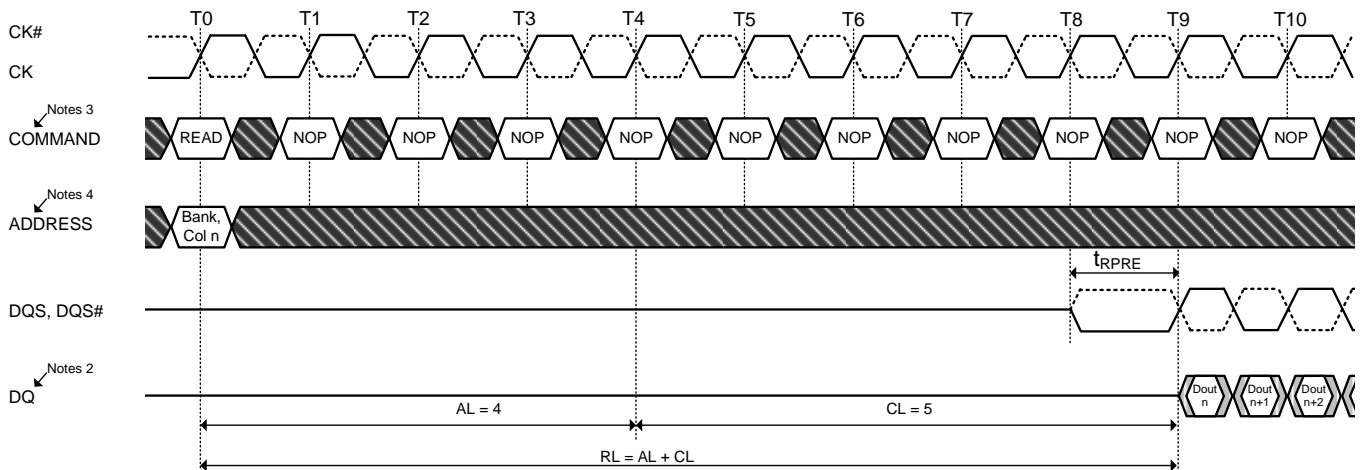 T0 T1 T2 T3 T4 T5 T6 T7 T8 T9 T10
CK#
CK
Notes 3
COMMAND
READ NOP NOP NOP NOP NOP NOP NOP NOP NOP NOP
Notes 4
ADDRESS
Bank,
Col n
tRPRE
DQS, DQS#
Notes 2
DQ
Dout
n
Dout
n+1
Dout
n+2
AL = 4
CL = 5
RL = AL + CL